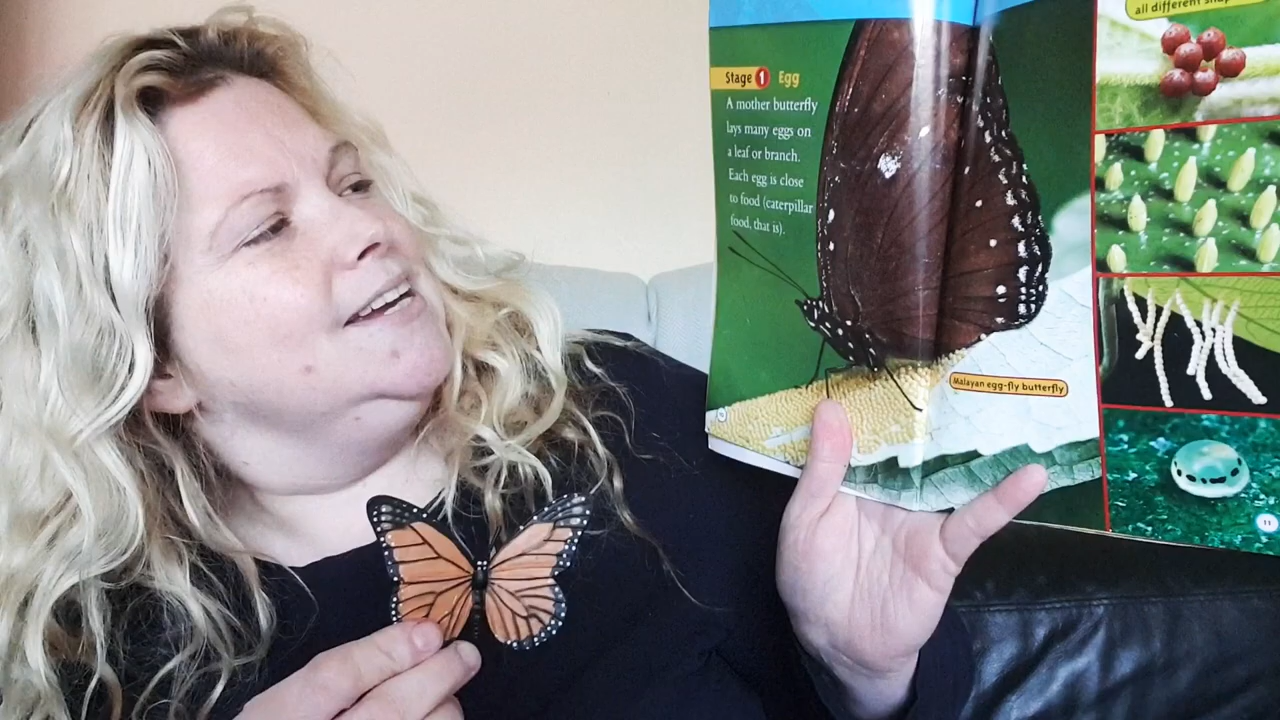 Stage 1 Egg
A mother butterfly
lays many eggs on
a leaf or branch.
Each egg is close
to food (caterpillar
food, that is).
Malayan egg-fly butterfly
all different
11